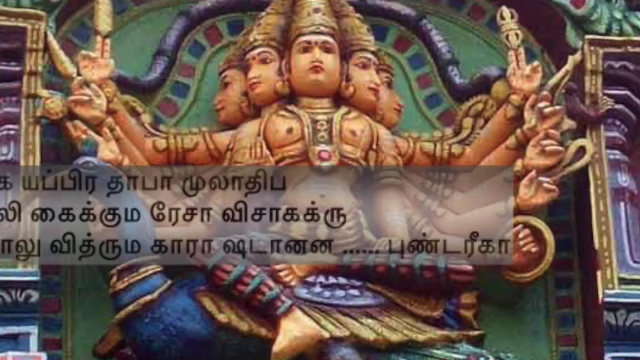 க யப்பிர தாபா முலாதிப
லி கைக்கும ரேசா விசாகக்ரு
ாலு வித்ரும காரா ஷடானன ...... புண்டரீகா